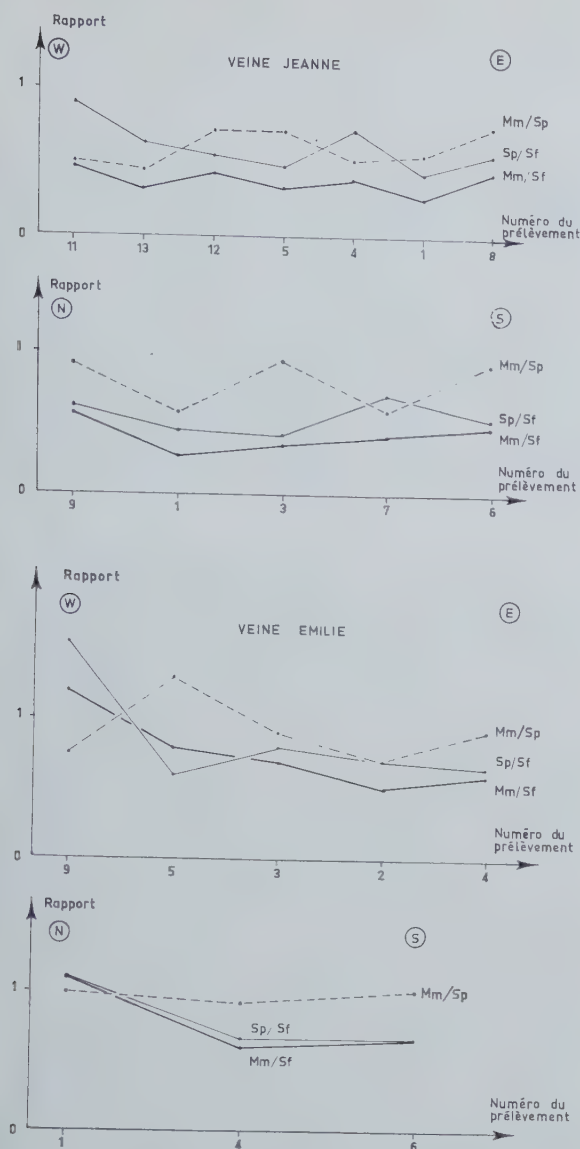 Rapport
W
VEINE JEANNE
E
1
Mm/Sp
Sp/Sf
Mm/Sf
Numéro du
prélèvement
0
11 13 12 5 4 1 8
Rapport
N
S
Mm/Sp
Sp/Sf
Mm/Sf
Numéro du
prélèvement
0
9 1 3 7 6
Rapport
W
VEINE EMILIE
E
1
Mm/Sp
Sp/Sf
Mm/Sf
Numéro du
prélèvement
0
9 5 3 2 4
Rapport
N
S
1
Mm/Sp
Sp/Sf
Mm/Sf
Numéro du
prélèvement
0
1 4 6